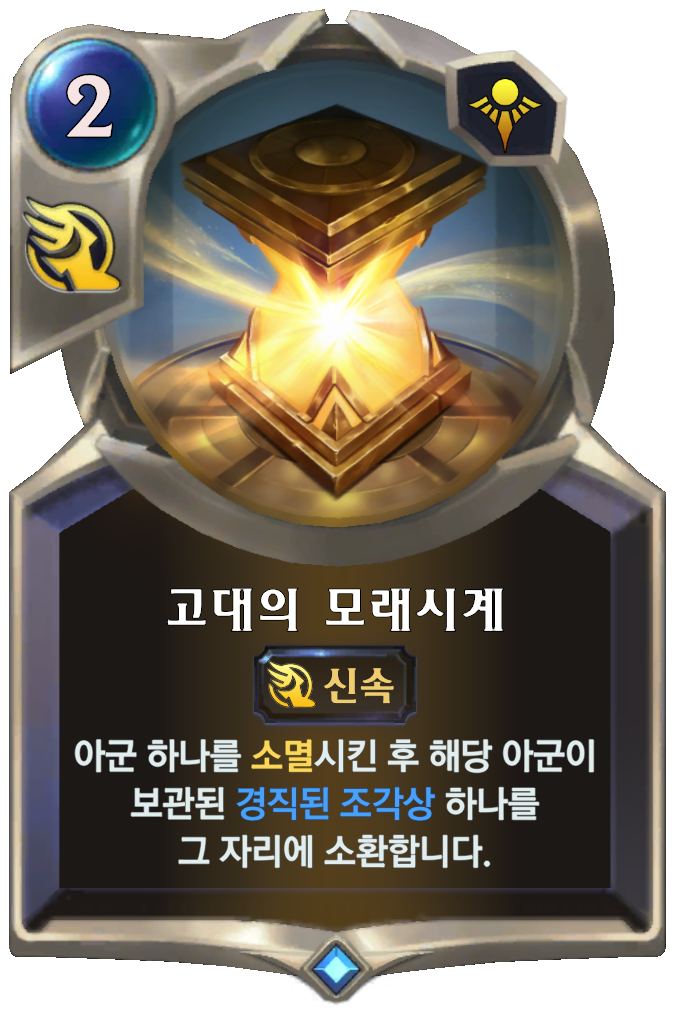 2
고대의 모래시계
신속
아군 하나를 소멸시킨 후 해당 아군이
보관된 경직된 조각상 하나를
그 자리에 소환합니다.